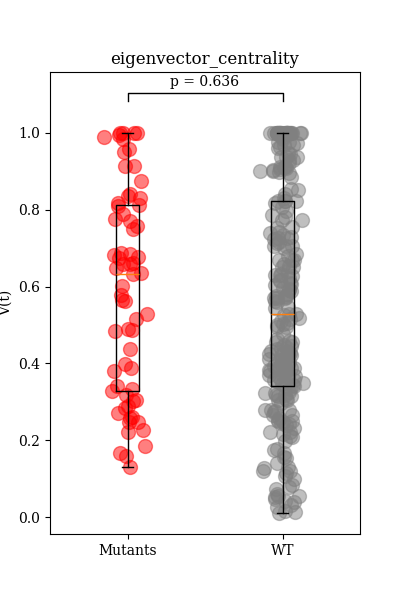 eigenvector_centrality
p = 0.636
1.0
0.8
0.6
0.4
0.2
0.0
V(t)
Mutants
WT